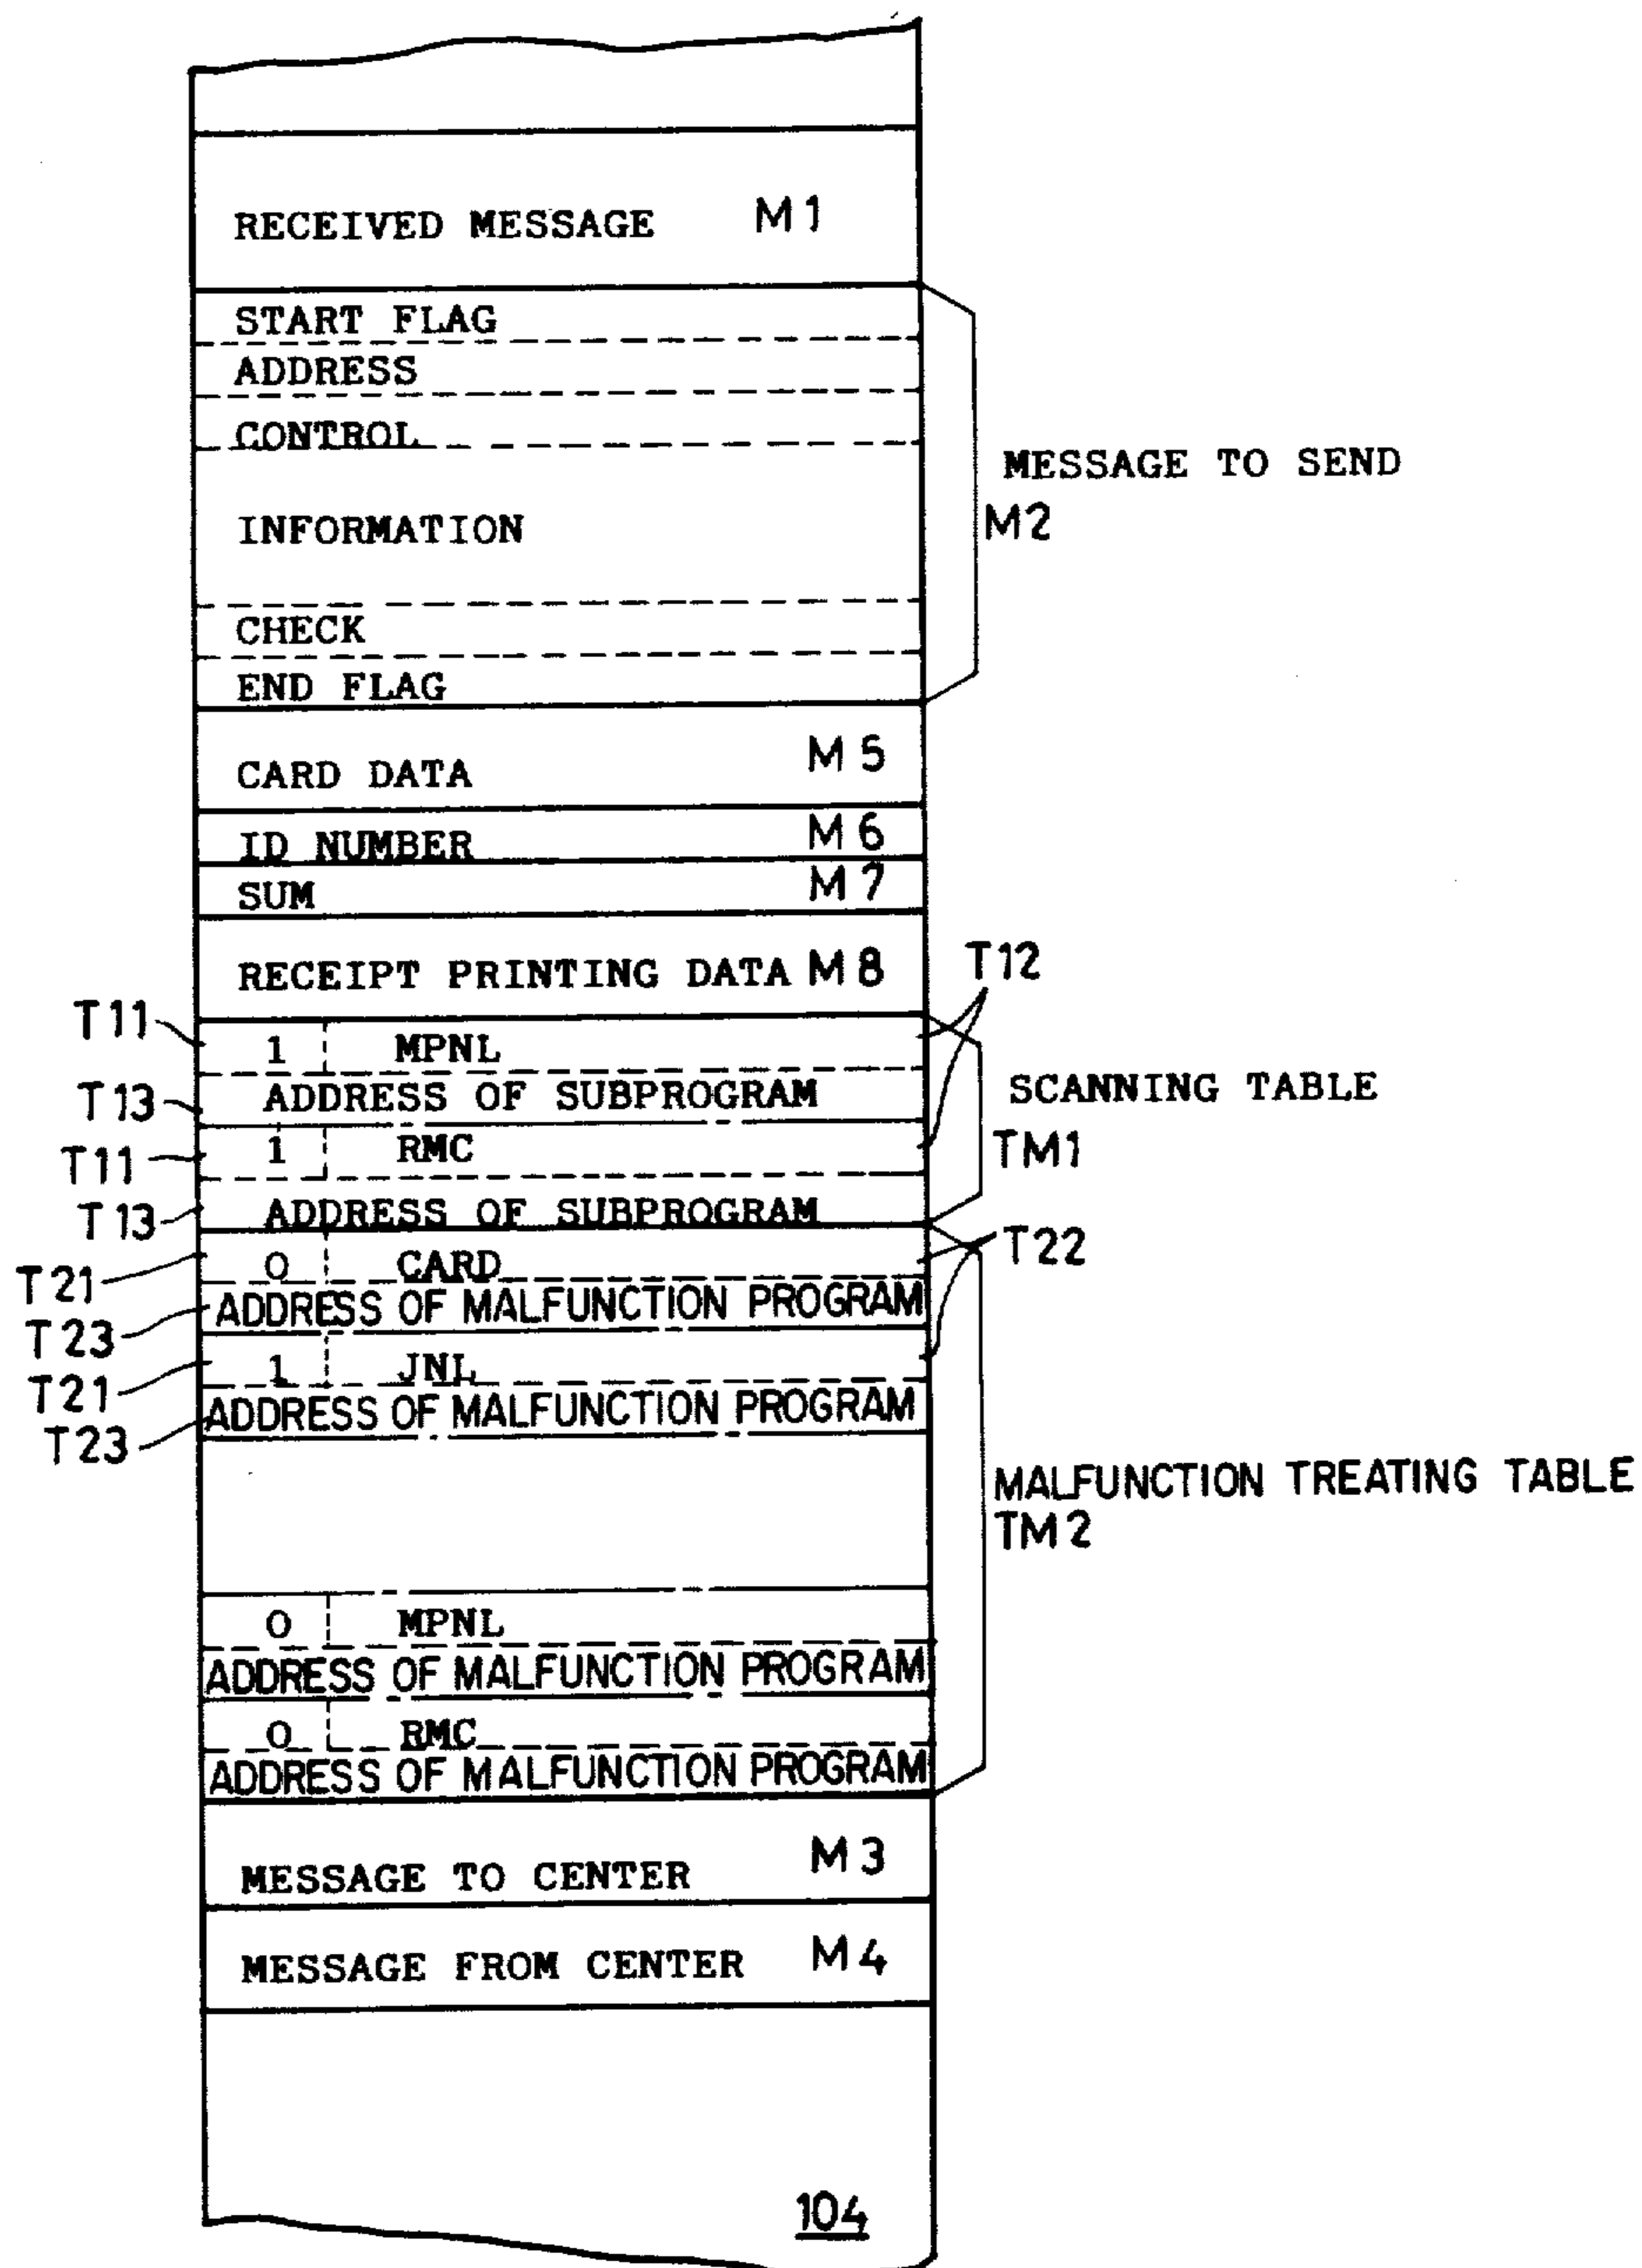 RECEIVED MESSAGE M1
START FLAG
ADDRESS
CONTROL
MESSAGE TO SEND
INFORMATION
M2
CHECK
END FLAG
CARD DATA M5
ID NUMBER M6
SUM M7
RECEIPT PRINTING DATA M8
T12
T11
1 MPNL
T13 ADDRESS OF SUBPROGRAM
SCANNING TABLE
T11 1 RMC
TM1
T13 ADDRESS OF SUBPROGRAM
T21 0 CARD
T22
T23 ADDRESS OF MALFUNCTION PROGRAM
T21 1 JNL
T23 ADDRESS OF MALFUNCTION PROGRAM
MALFUNCTION TREATING TABLE
TM2
0 MPNL
ADDRESS OF MALFUNCTION PROGRAM
0 RMC
ADDRESS OF MALFUNCTION PROGRAM
MESSAGE TO CENTER M3
MESSAGE FROM CENTER M4
104